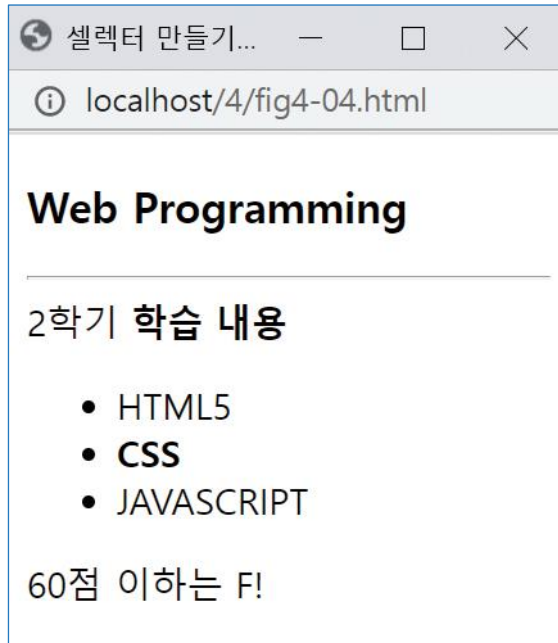 셀렉터 만들기...
localhost/4/fig4-04.html
Web Programming
2학기 학습 내용
HTML5
CSS
JAVASCRIPT
60점 이하는 F!